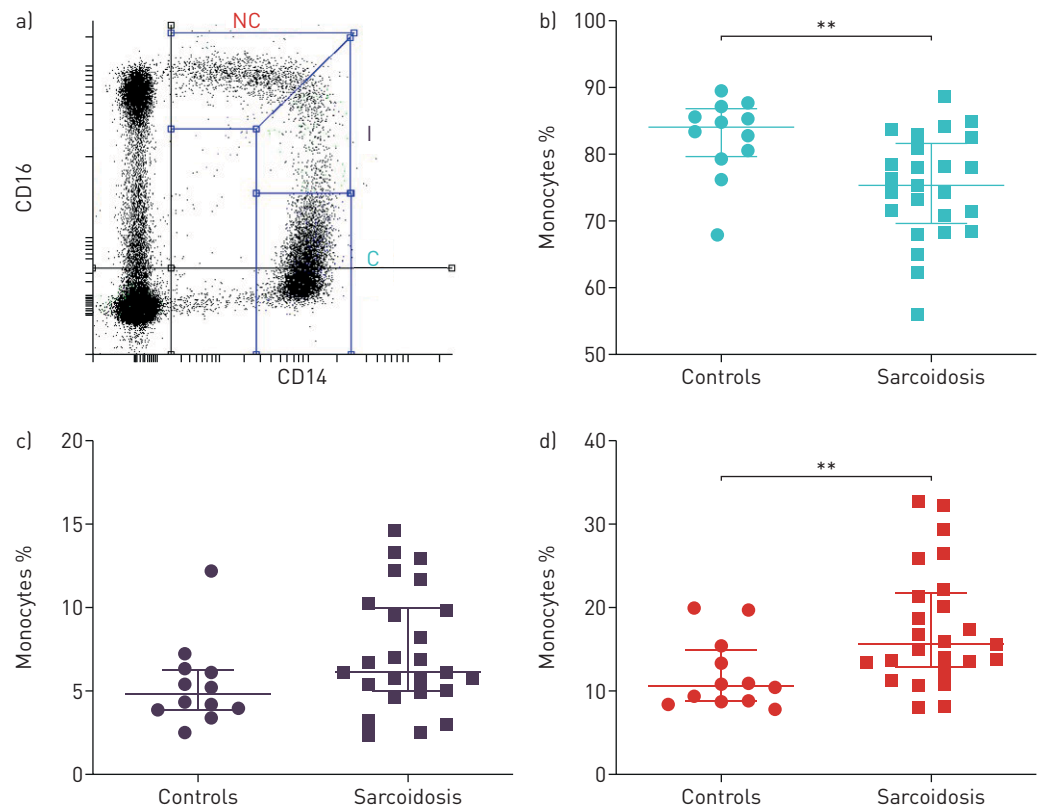 a)
NC
CD16
I
C
CD14
b)
**
100
90
80
70
60
50
Monocytes %
Controls Sarcoidosis
c)
20
15
10
5
0
Monocytes %
Controls Sarcoidosis
d)
**
40
30
20
10
0
Monocytes %
Controls Sarcoidosis